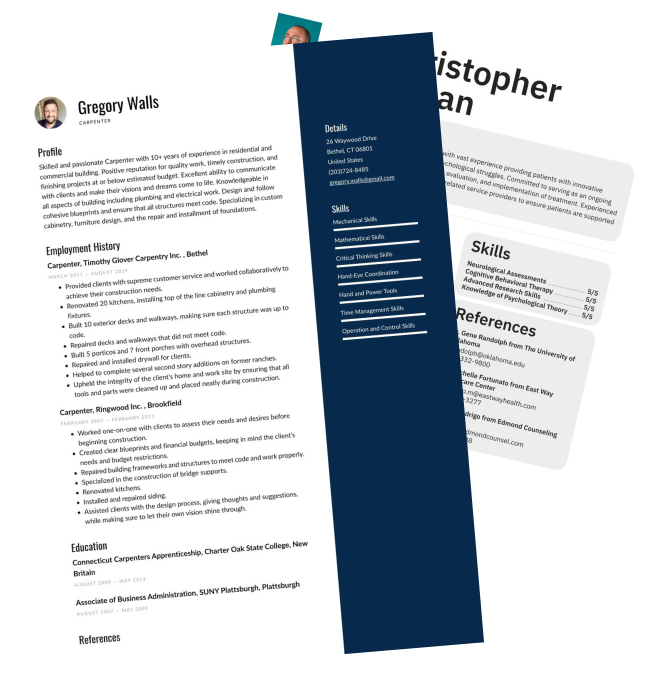 Gregory Walls
CARPENTER
Profile
Skilled and passionate Carpenter with 10+ years of experience in residential and
commercial building. Positive reputation for quality work, timely construction, and
finishing projects at or below estimated budget. Excellent ability to communicate
with clients and make their visions and dreams come to life. Knowledgeable in
all aspects of building including plumbing and electrical work. Design and follow
cohesive blueprints and ensure that all structures meet code. Specializing in custom
cabinetry, furniture design, and the repair and installment of foundations.
Employment History
Carpenter, Timothy Glover Carpentry Inc. , Bethel
MARCH 2011 — AUGUST 2019
• Provided clients with supreme customer service and worked collaboratively to
achieve their construction needs.
• Renovated 20 kitchens, installing top of the line cabinetry and plumbing
fixtures.
• Built 10 exterior decks and walkways, making sure each structure was up to
code.
• Repaired decks and walkways that did not meet code.
• Built 5 porticos and 7 front porches with overhead structures.
• Repaired and installed drywall for clients.
• Helped to complete several second story additions on former ranches.
• Upheld the integrity of the client's home and work site by ensuring that all
tools and parts were cleaned up and placed neatly during construction.
Carpenter, Ringwood Inc. , Brookfield
FEBRUARY 2007 — FEBRUARY 2011
• Worked one-on-one with clients to assess their needs and desires before
beginning construction.
• Created clear blueprints and financial budgets, keeping in mind the client's
needs and budget restrictions.
• Repaired building frameworks and structures to meet code and work properly.
• Specialized in the construction of bridge supports.
• Renovated kitchens.
• Installed and repaired siding.
• Assisted clients with the design process, giving thoughts and suggestions,
while making sure to let their own vision shine through.
Education
Connecticut Carpenters Apprenticeship, Charter Oak State College, New
Britain
AUGUST 2009 — MAY 2013
Associate of Business Administration, SUNY Plattsburgh, Plattsburgh
AUGUST 2007 — MAY 2009
References
Details
26 Waywood Drive
Bethel, CT 06801
United States
(203)724-8485
gregory.walls@gmail.com
Skills
Mechanical Skills
Mathematical Skills
Critical Thinking Skills
Hand-Eye Coordination
Hand and Power Tools
Time Management Skills
Operation and Control Skills
ristopher
an
with vast experience providing patients with innovative
chological struggles. Committed to serving as an ongoing
evaluation, and implementation of treatment. Experienced
related service providers to ensure patients are supported
Skills
Neurological Assessments 5/5
Cognitive Behavioral Therapy 5/5
Advanced Research Skills 5/5
Knowledge of Psychological Theory 5/5
References
. Gene Randolph from The University of
lahoma
dolph@oklahoma.edu
332-9800
chelle Fortunato from East Way
care Center
o.m@eastwayhealth.com
-3277
drigo from Edmond Counseling
dmondcounsel.com